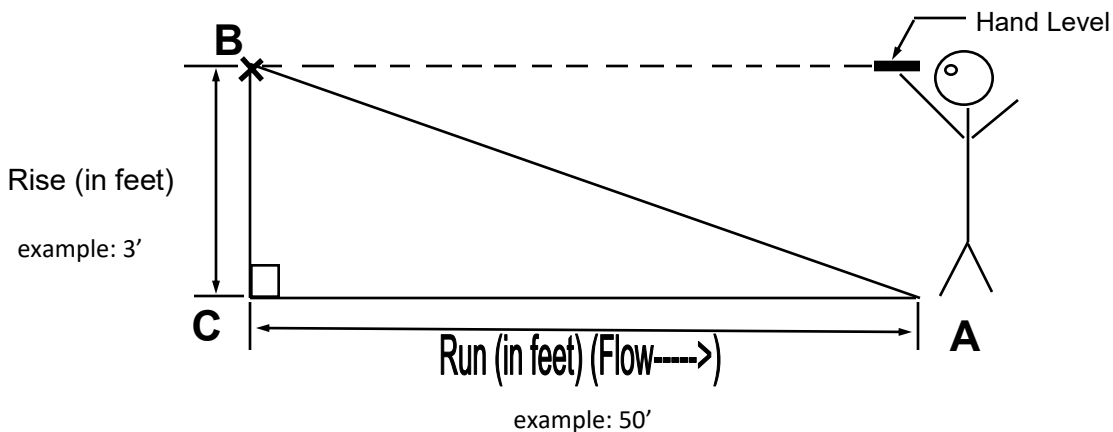 Hand Level
B
Rise (in feet)
example: 3’
C
A
Run (in feet) (Flow----->)
example: 50’